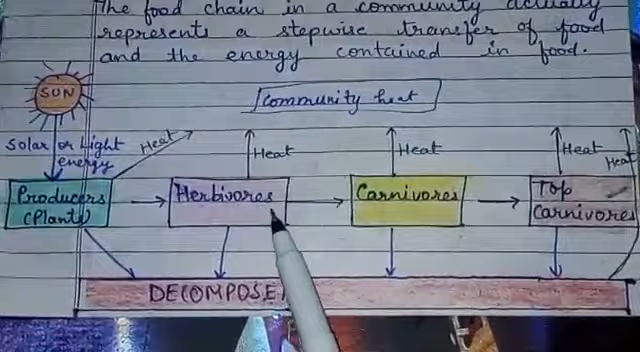 The food chain in a community actually
represents a stepwise transfer of food
and the energy contained in food.
SUN
Community heat
Solar or Light
energy
Heat
Heat
Heat
Heat
Heat
Producers
(Plants)
Herbivores
Carnivores
Top
Carnivores
DECOMPOSE